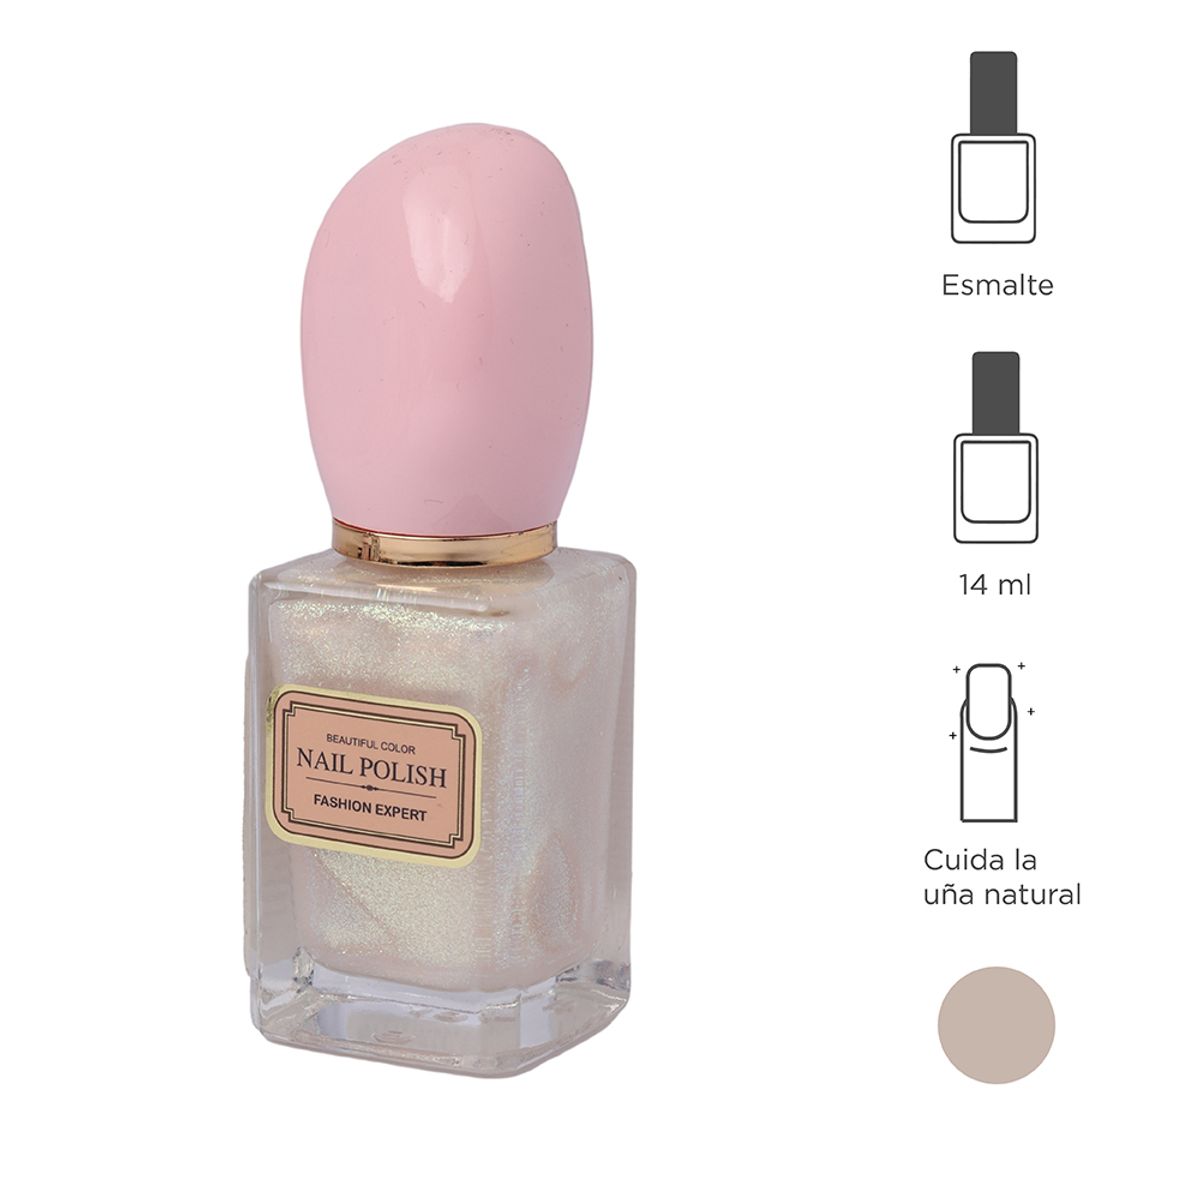 BEAUTIFUL COLOR
NAIL POLISH
FASHION EXPERT
Esmalte
14 ml
Cuida la
uña natural